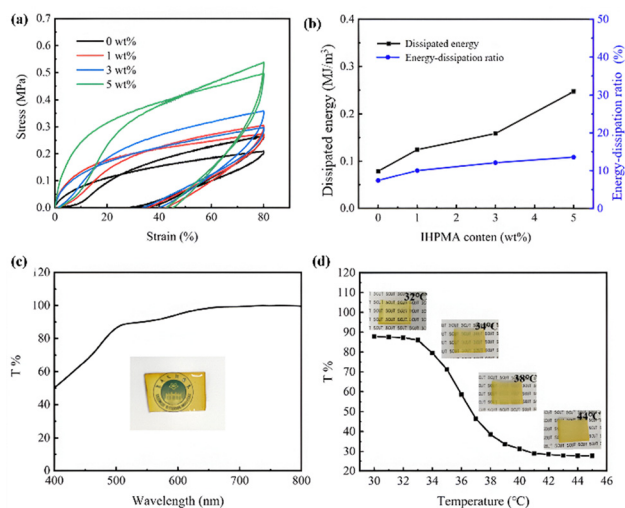 (a)
0 wt%
1 wt%
3 wt%
5 wt%
0.7
0.6
0.5
0.4
0.3
0.2
0.1
0.0
Stress (MPa)
0 20 40 60 80 100
Strain (%)
(b)
Dissipated energy
Energy-dissipation ratio
0.4
0.3
0.2
0.1
0.0
Dissipated energy (MJ/m³)
50
40
30
20
10
0
Energy-dissipation ratio (%)
0 1 2 3 4 5
IHPMA conten (wt%)
(c)
120
100
80
60
40
20
0
T %
400 500 600 700 800
Wavelength (nm)
(d)
120
110
100
90
80
70
60
50
40
30
20
T %
32°C
34°C
38°C
44°C
30 32 34 36 38 40 42 44 46
Temperature (℃)